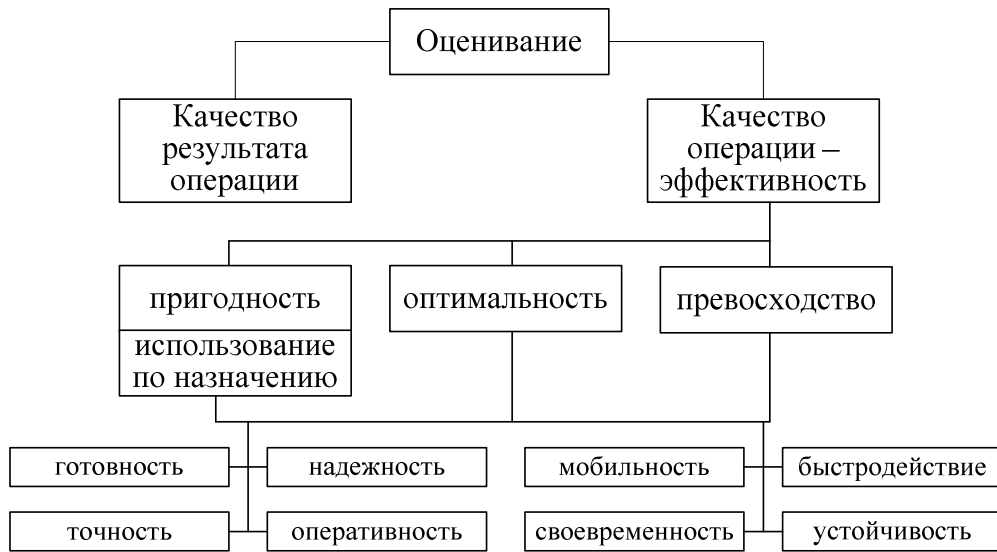 Оценивание
Качество
результата
операции
Качество
операции –
эффективность
пригодность
оптимальность
превосходство
использование
по назначению
готовность
надежность
мобильность
быстродействие
точность
оперативность
своевременность
устойчивость